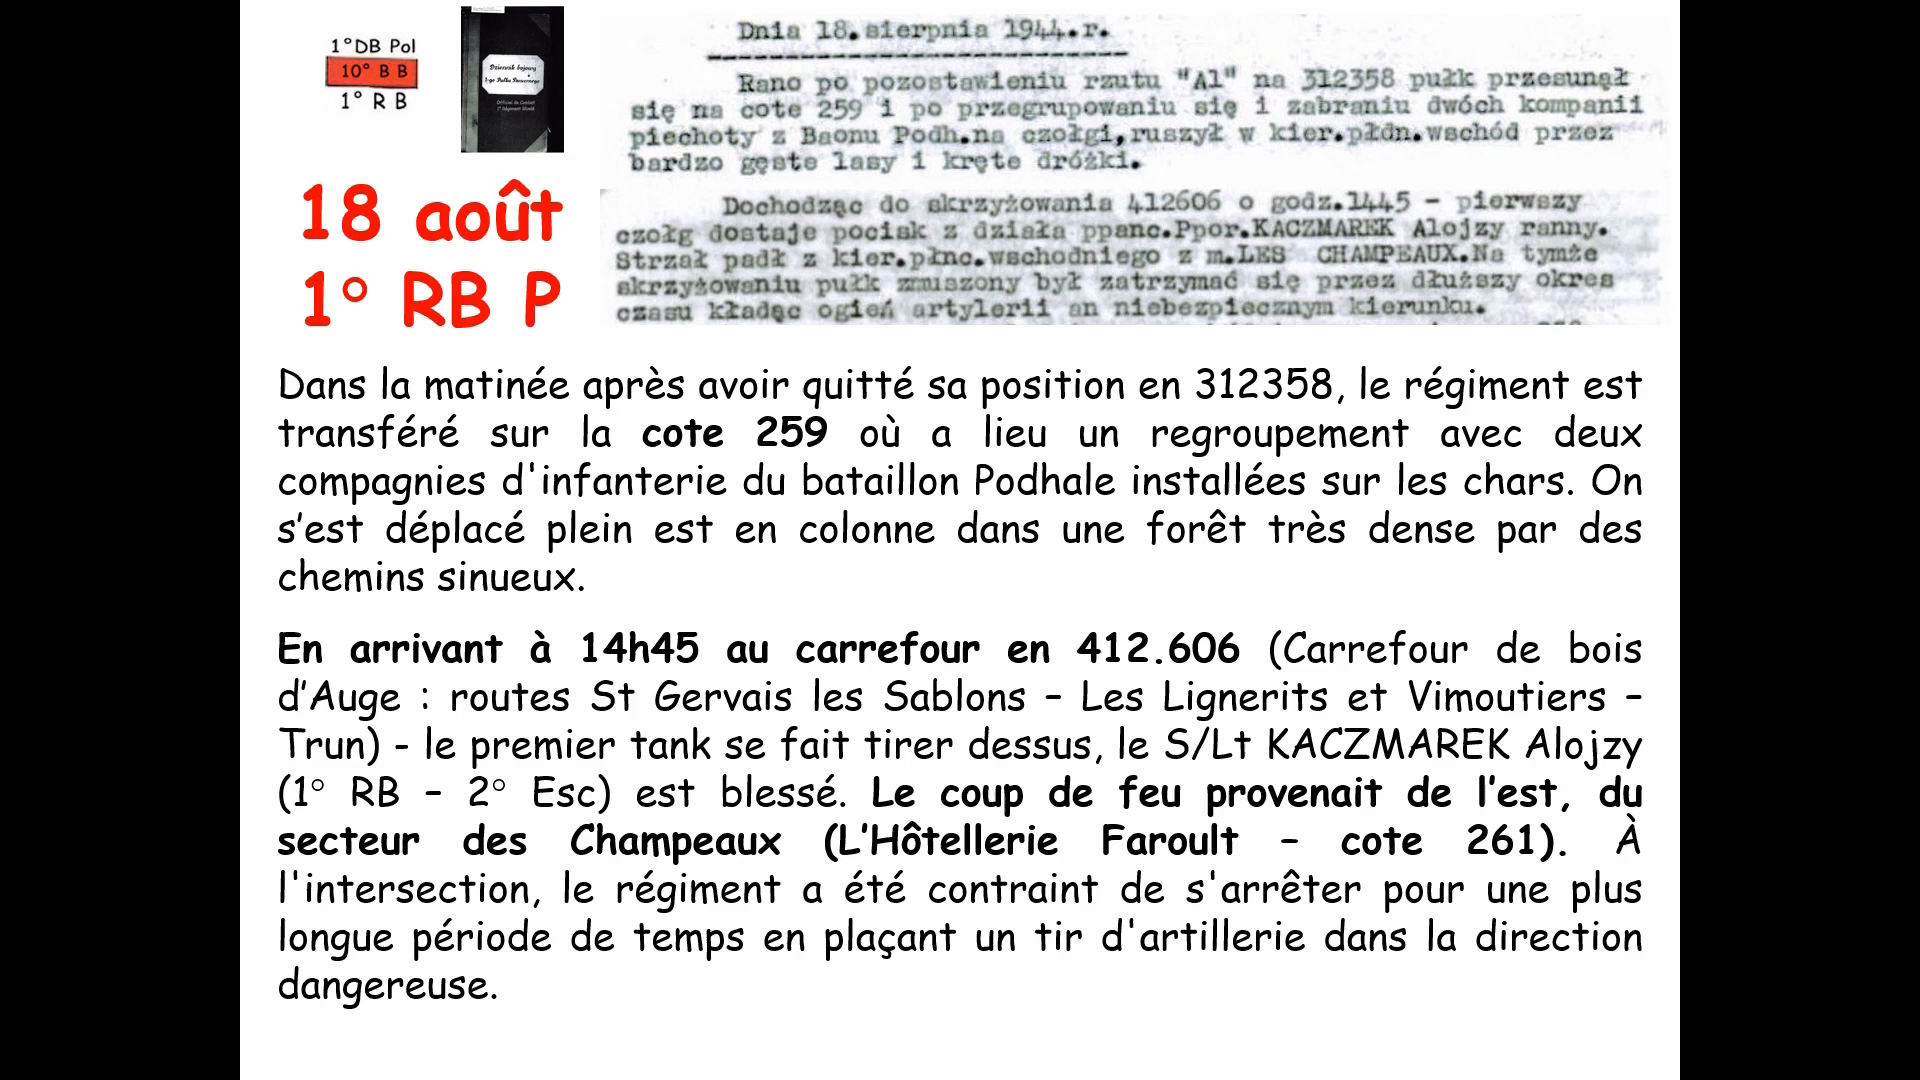 1°DB Pol
10° B B
1° R B
Dziennik bojowy
1-go Pułku Pancernego
18 août
1° RB P
Dnia 18.sierpnia 1944.r.
Rano po pozostawieniu rzutu "A1" na 312358 pułk przesunął
się na cote 259 i po przegrupowaniu się i zabraniu dwóch kompanii
piechoty z Baonu Podh.na czołgi,ruszył w kier.płdn.wschód przez
bardzo gęste lasy i kręte dróżki.
Dochodząc do skrzyżowania 412606 o godz.1445 - pierwszy
czołg dostaje pocisk z działa ppanc.Ppor.KACZMAREK Alojzy ranny.
Strzał padł z kier.płnc.wschodniego z m.LES CHAMPEAUX.Na tymże
skrzyżowaniu pułk zmuszony był zatrzymać się przez dłuższy okres
czasu kładąc ogień artylerii an niebezpiecznym kierunku.
Dans la matinée après avoir quitté sa position en 312358, le régiment est
transféré sur la cote 259 où a lieu un regroupement avec deux
compagnies d'infanterie du bataillon Podhale installées sur les chars. On
s’est déplacé plein est en colonne dans une forêt très dense par des
chemins sinueux.
En arrivant à 14h45 au carrefour en 412.606 (Carrefour de bois
d’Auge : routes St Gervais les Sablons – Les Lignerits et Vimoutiers –
Trun) - le premier tank se fait tirer dessus, le S/Lt KACZMAREK Alojzy
(1° RB – 2° Esc) est blessé. Le coup de feu provenait de l’est, du
secteur des Champeaux (L’Hôtellerie Faroult – cote 261). À
l'intersection, le régiment a été contraint de s'arrêter pour une plus
longue période de temps en plaçant un tir d'artillerie dans la direction
dangereuse.